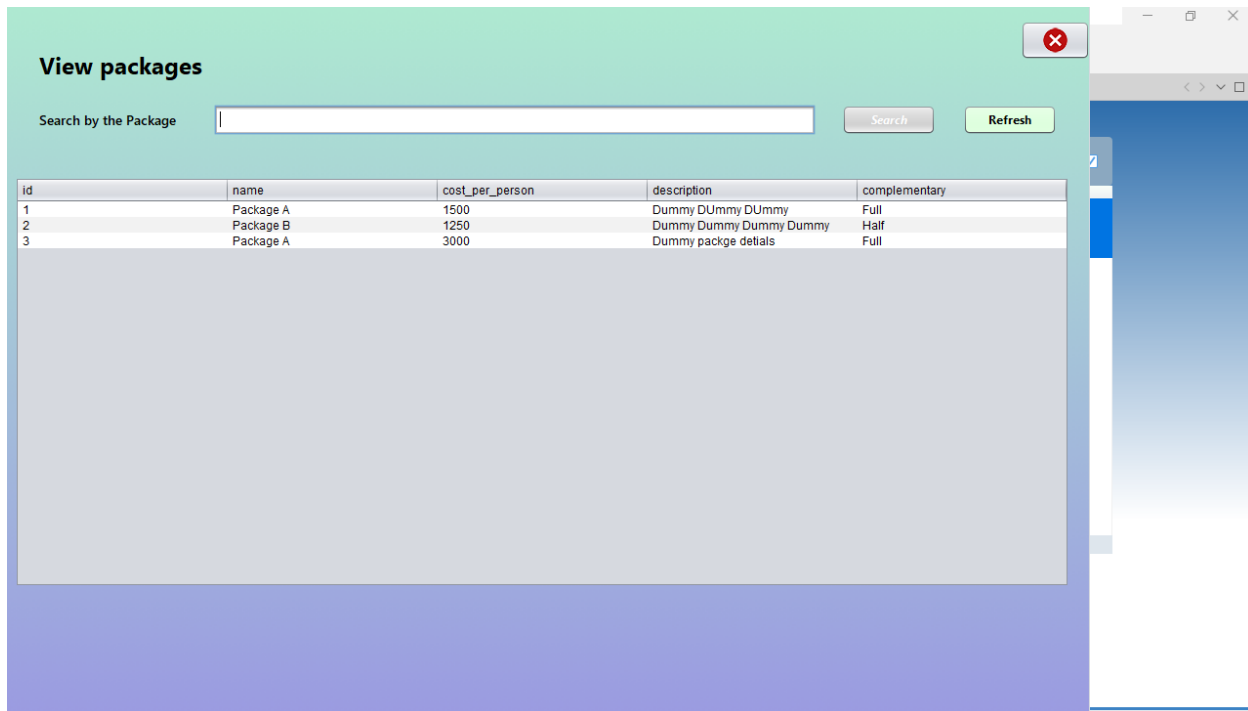 View packages
Search by the Package Search Refresh
id name cost_per_person description complementary
1 Package A 1500 Dummy DUmmy DUmmy Full
2 Package B 1250 Dummy Dummy Dummy Dummy Half
3 Package A 3000 Dummy packge detials Full